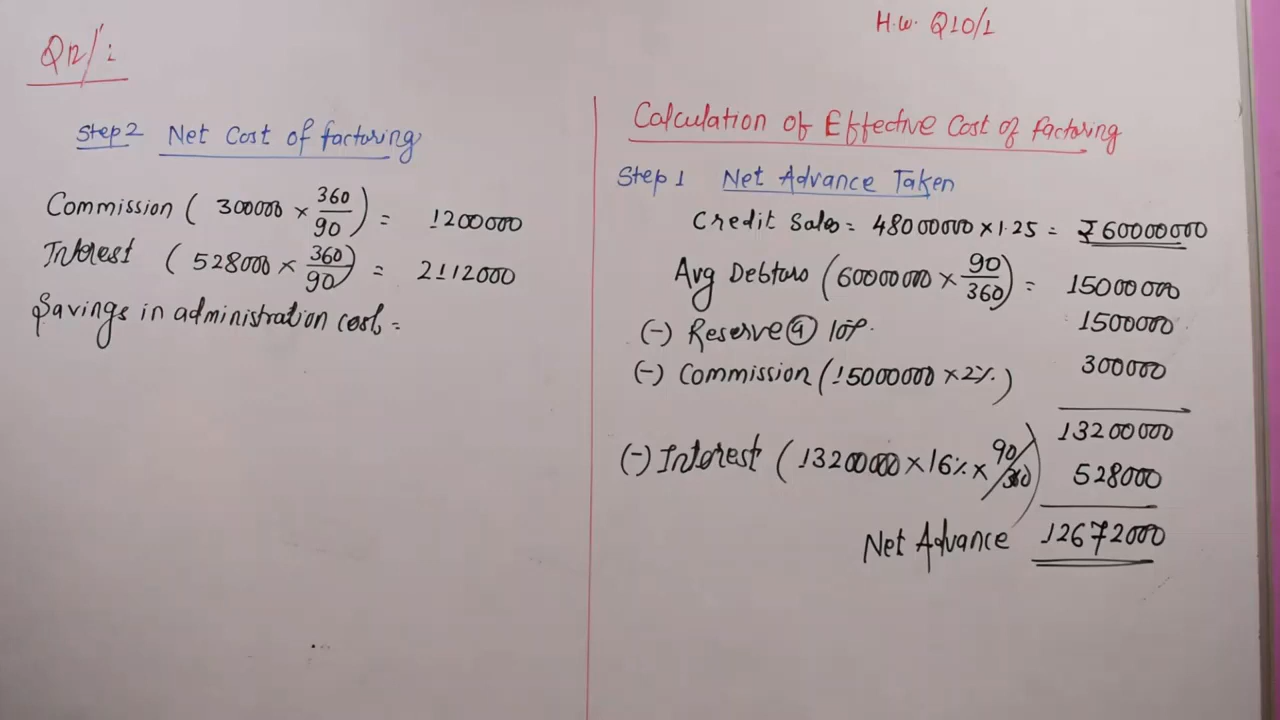 H.W. Q10/1
Q12/i
Step2 Net Cost of factoring
Commission ( 300000 × 360/90 ) = 1200000
Interest ( 528000 × 360/90 ) = 2112000
Savings in administration cost =
Calculation of Effective Cost of factoring
Step 1 Net Advance Taken
Credit Sales = 48000000 × 1.25 = ₹60000000
Avg Debtors ( 60000000 × 90/360 ) = 15000000
(-) Reserve @ 10%. 1500000
(-) Commission ( 15000000 × 2% ) 300000
13200000
(-) Interest ( 13200000 × 16% × 90/360 ) 528000
Net Advance 12672000